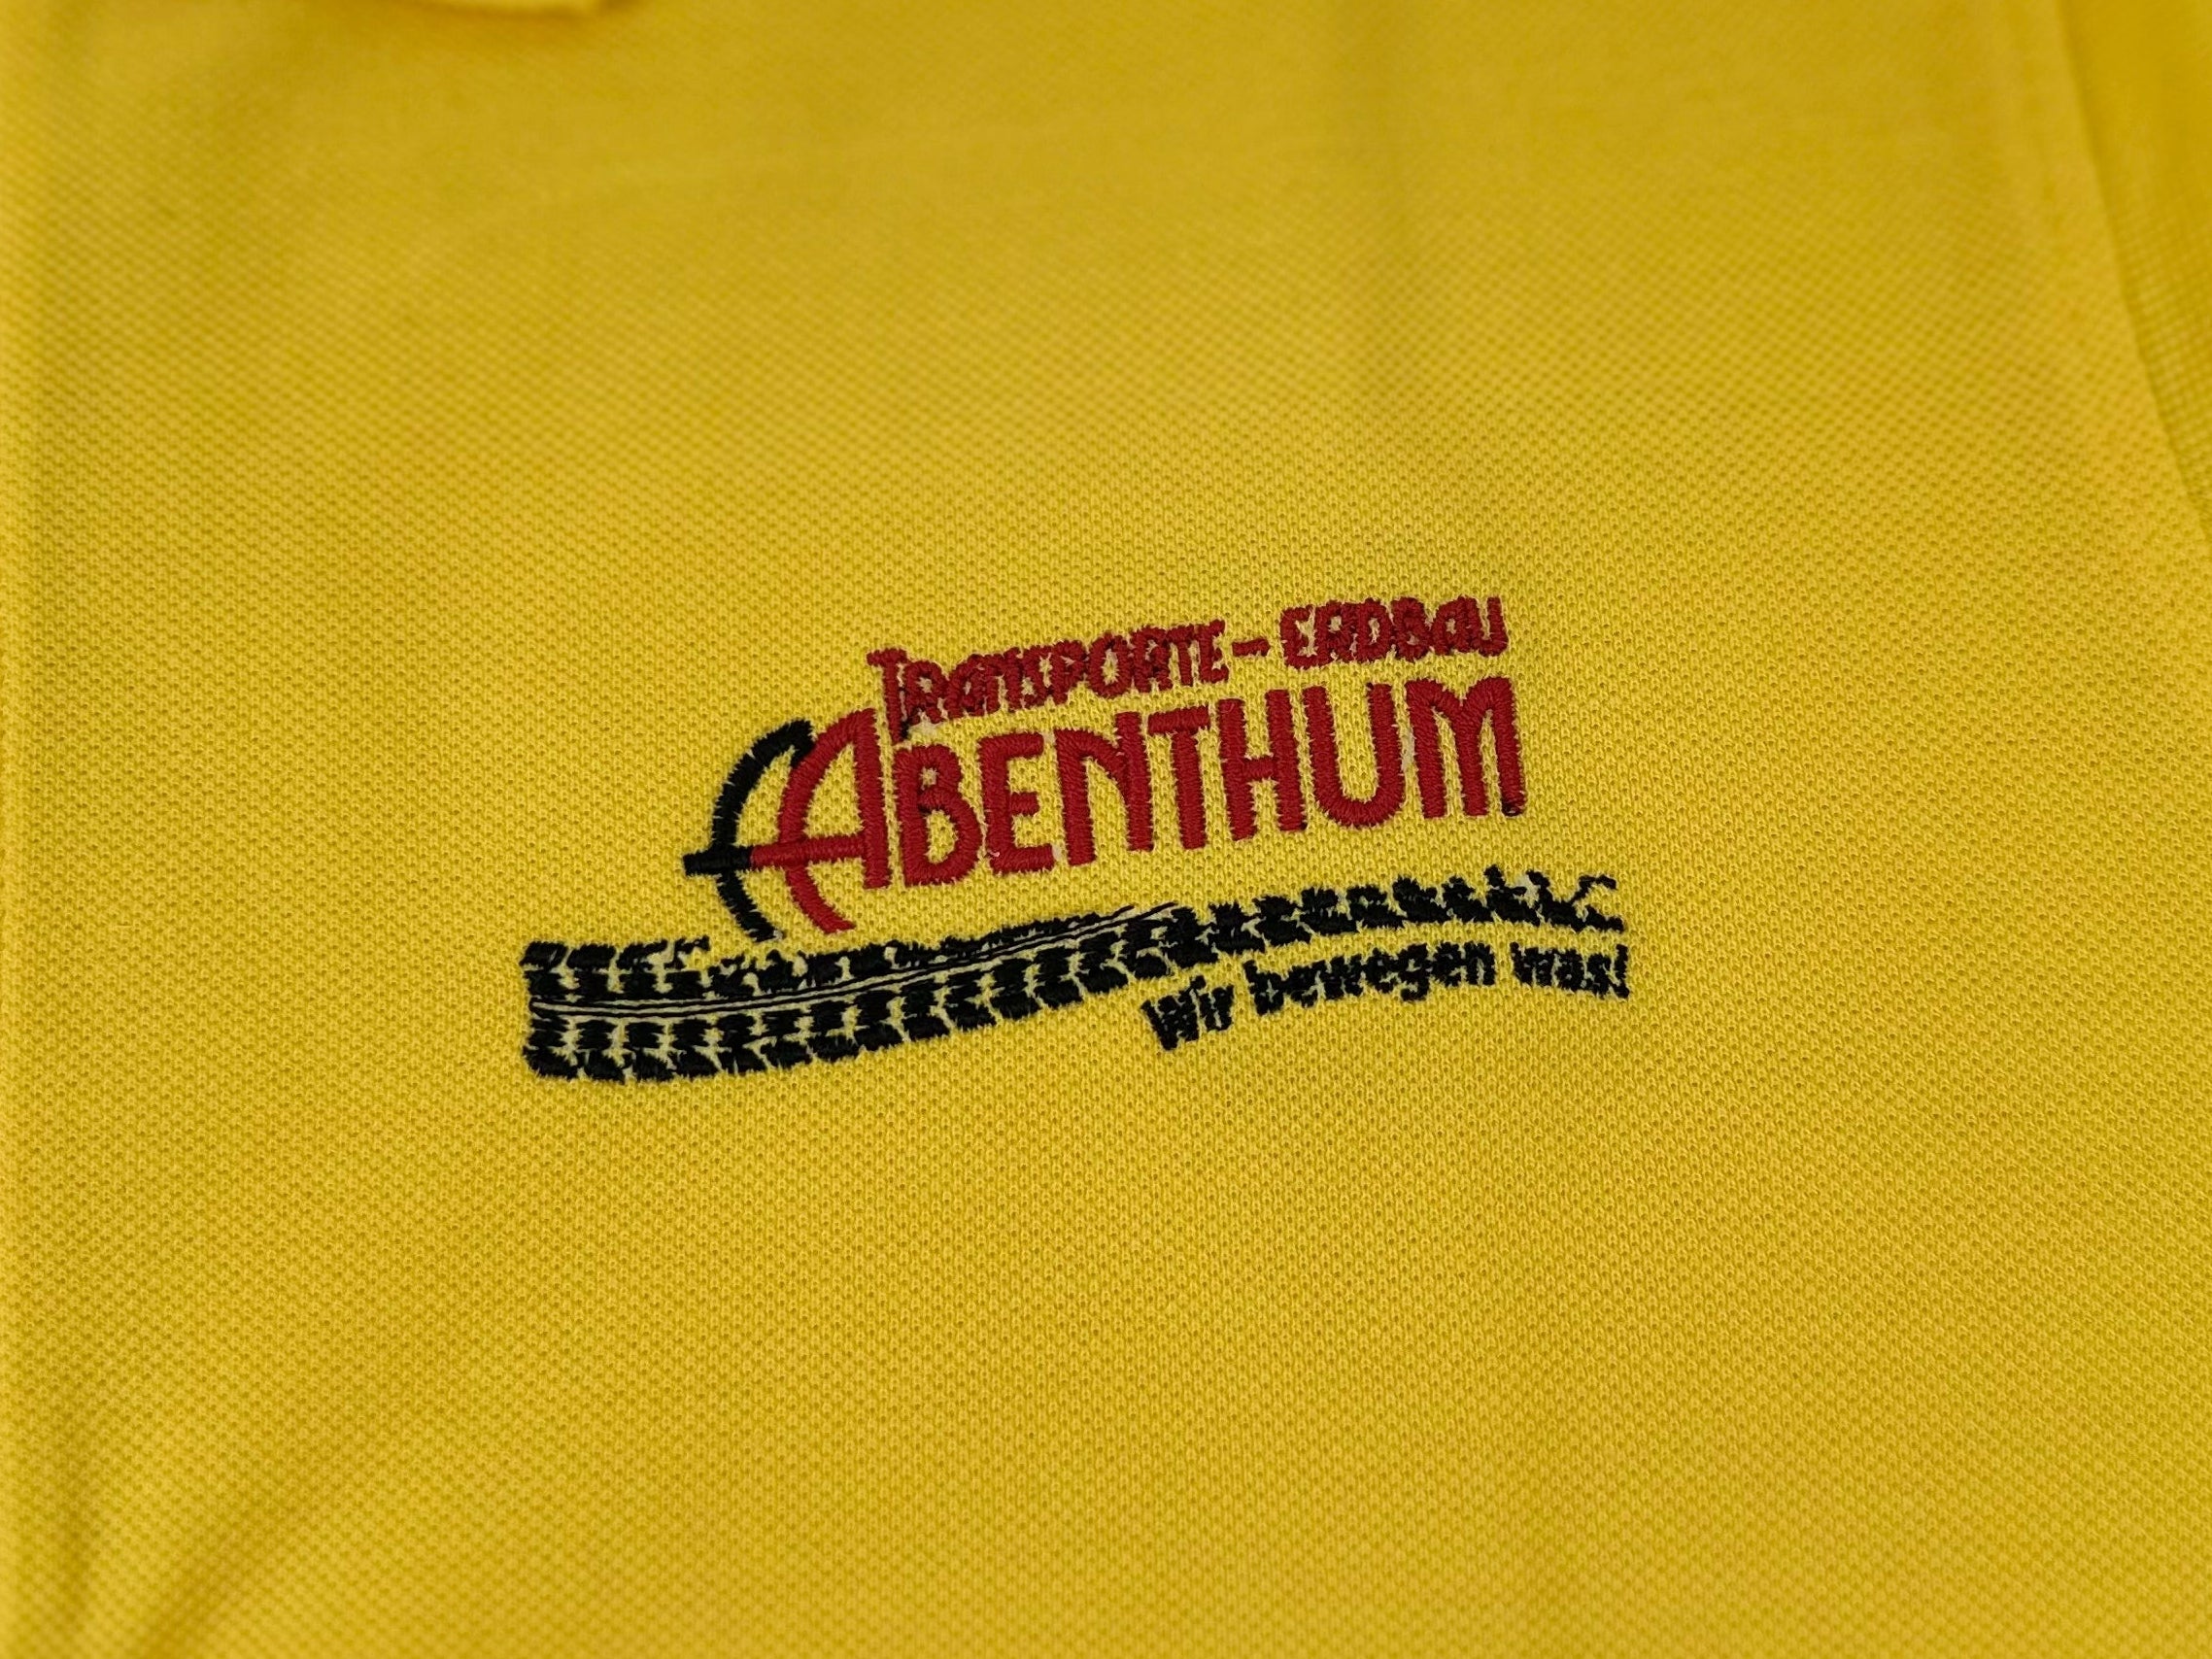 TRANSPORTE - ERDBAU
ABENTHUM
Wir bewegen was!